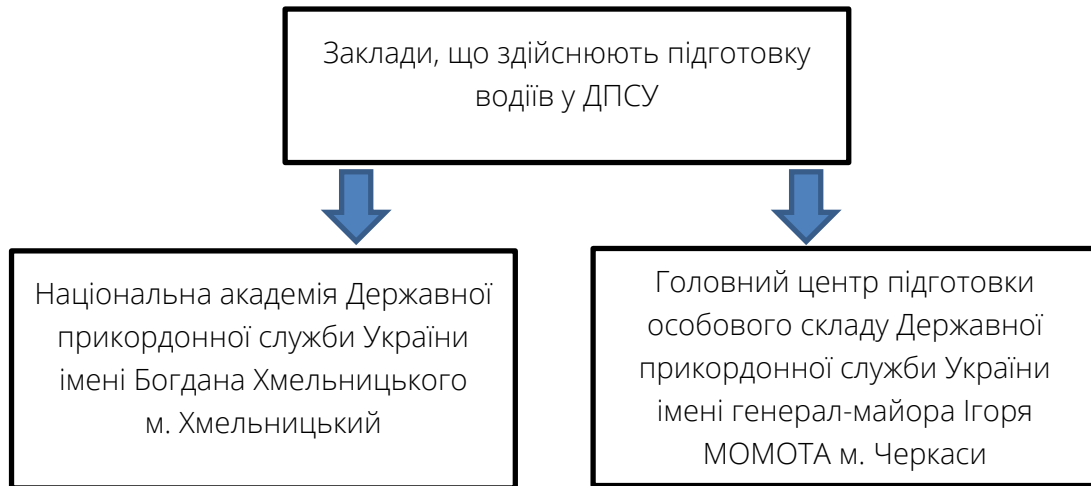 Заклади, що здійснюють підготовку
водіїв у ДПСУ
Національна академія Державної
прикордонної служби України
імені Богдана Хмельницького
м. Хмельницький
Головний центр підготовки
особового складу Державної
прикордонної служби України
імені генерал-майора Ігоря
МОМОТА м. Черкаси